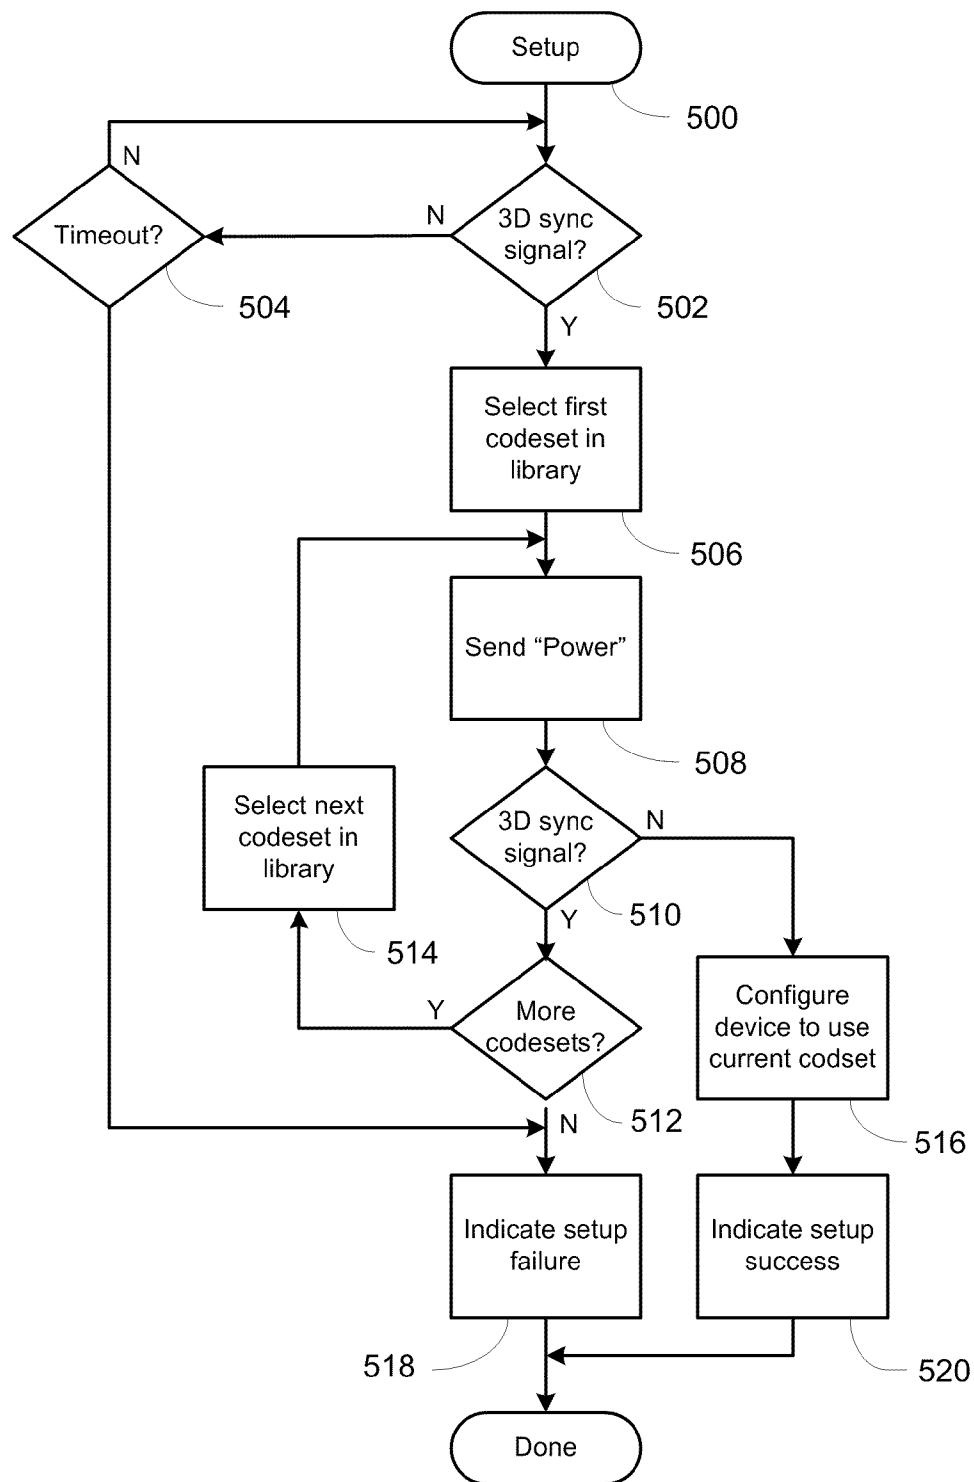 Setup
500
N
Timeout?
504
N
3D sync
signal?
502
Y
Select first
codeset in
library
506
Send “Power”
508
Select next
codeset in
library
514
3D sync
signal?
N
510
Y
Y
More
codesets?
512
N
Configure
device to use
current codset
516
Indicate setup
failure
518
Indicate setup
success
520
Done